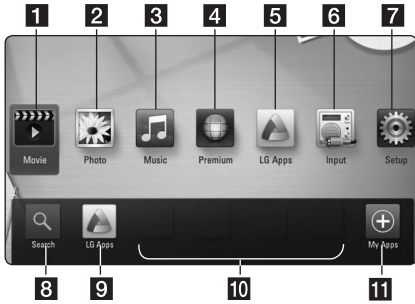 1 2 3 4 5 6 7
Movie Photo Music Premium LG Apps Input Setup
Search LG Apps My Apps
8 9 10 11